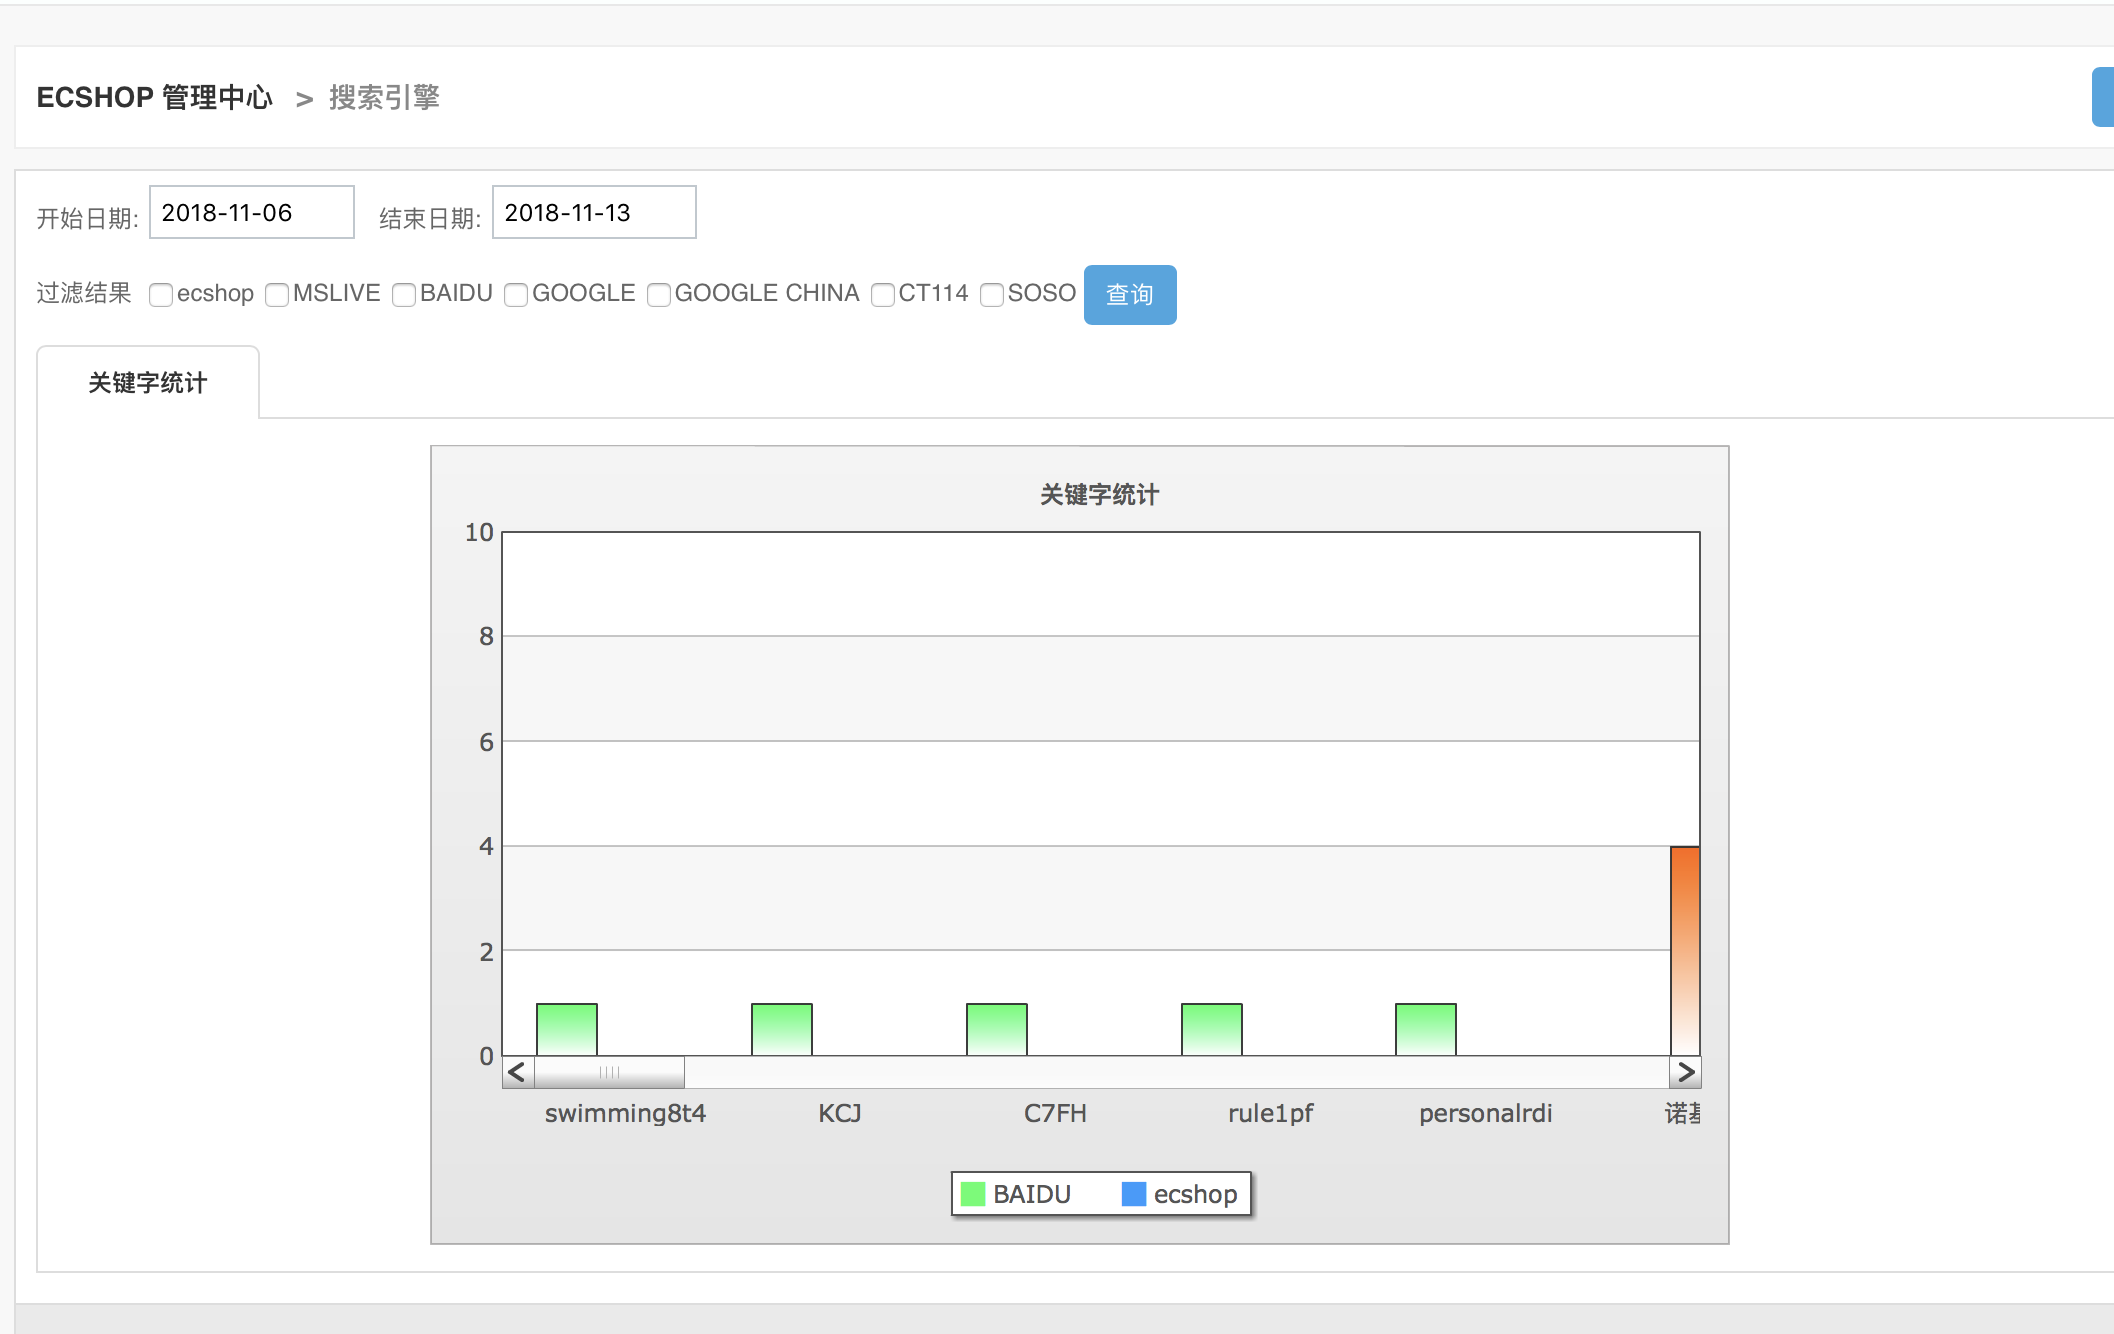 ECSHOP 管理中心 > 搜索引擎
开始日期: 2018-11-06 结束日期: 2018-11-13
过滤结果 ecshop MSLIVE BAIDU GOOGLE GOOGLE CHINA CT114 SOSO 查询
关键字统计
关键字统计
10
8
6
4
2
0
swimming8t4 KCJ C7FH rule1pf personalrdi 诺
BAIDU ecshop